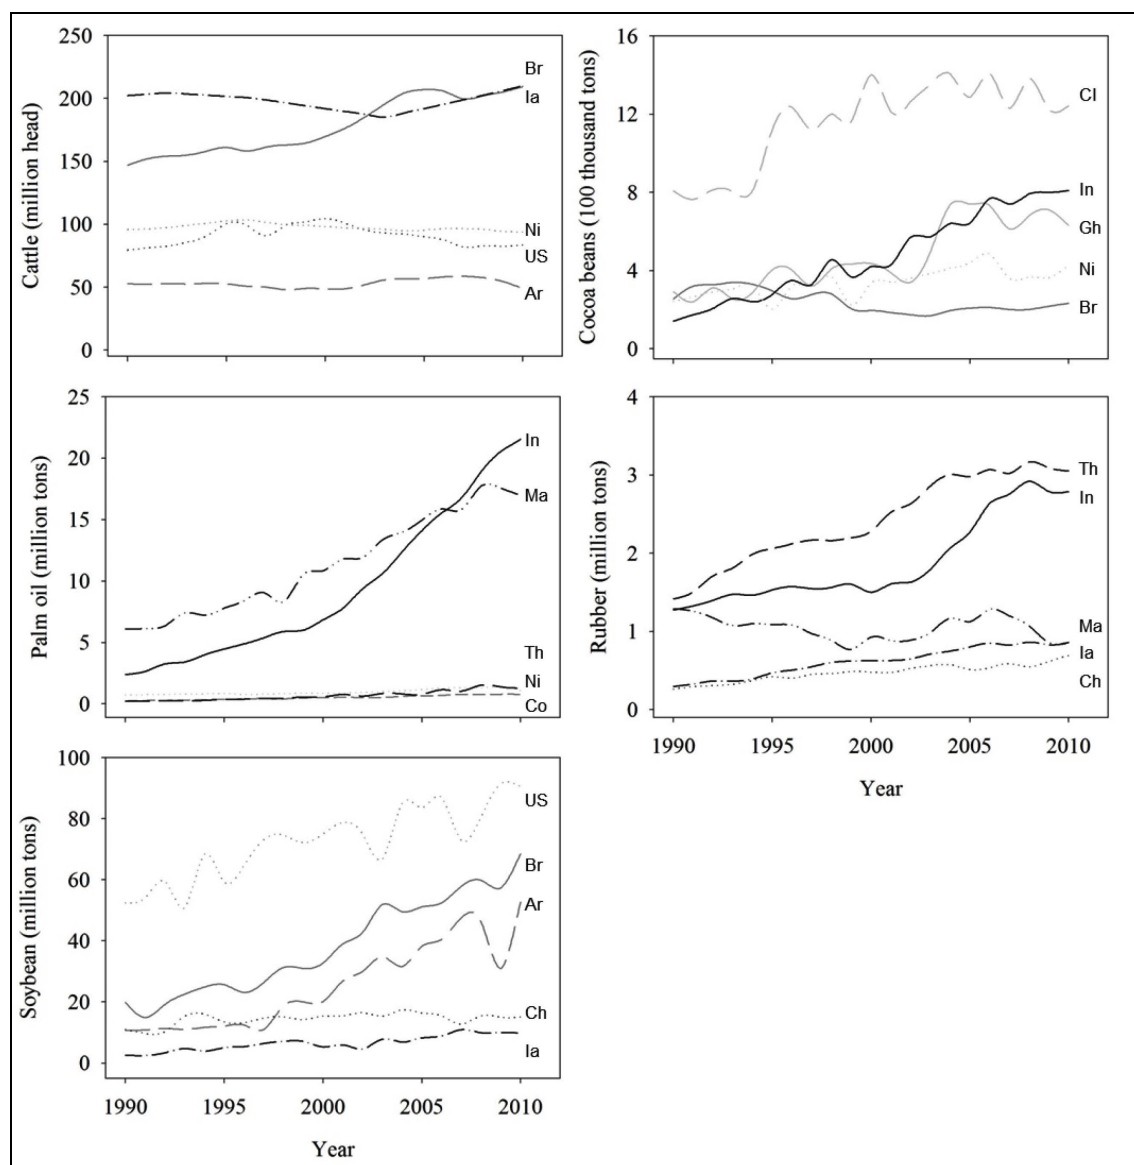 Cattle (million head)
250
200
150
100
50
0
Br
Ia
Ni
US
Ar
Cocoa beans (100 thousand tons)
16
12
8
4
0
CI
In
Gh
Ni
Br
Palm oil (million tons)
25
20
15
10
5
0
In
Ma
Th
Ni
Co
Rubber (million tons)
4
3
2
1
0
Th
In
Ma
Ia
Ch
1990 1995 2000 2005 2010
Year
Soybean (million tons)
100
80
60
40
20
0
US
Br
Ar
Ch
Ia
1990 1995 2000 2005 2010
Year